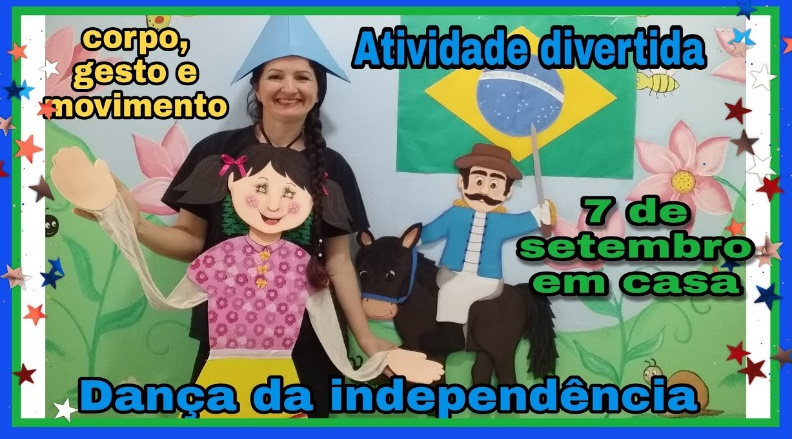 corpo,
gesto e
movimento
Atividade divertida
7 de
setembro
em casa
Dança da independência